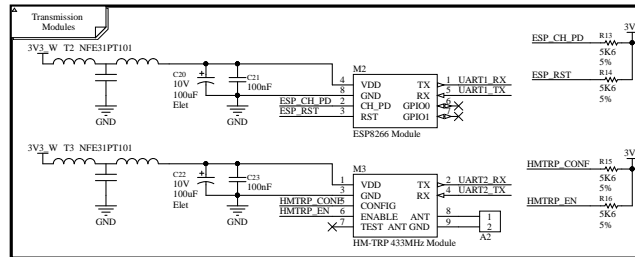 Transmission
Modules
3V3_W T2 NFE31PT101
C20
10V
100uF
Elet
C21
100nF
GND
GND
ESP_CH_PD
ESP_RST
M2
4 VDD TX 1 UART1_RX
8 GND RX 5 UART1_TX
2 CH_PD GPIO0 6
3 RST GPIO1 7
ESP8266 Module
ESP_CH_PD
R13
5K6
5%
3V
ESP_RST
R14
5K6
5%
3V3_W T3 NFE31PT101
C22
10V
100uF
Elet
C23
100nF
GND
GND
HMTRP_CONF
HMTRP_EN
M3
1 VDD TX 2 UART2_RX
3 GND RX 4 UART2_TX
5 CONFIG
6 ENABLE ANT 8
7 TEST ANT GND 9
HM-TRP 433MHz Module
1
2
A2
HMTRP_CONF
R15
5K6
5%
3V
HMTRP_EN
R16
5K6
5%